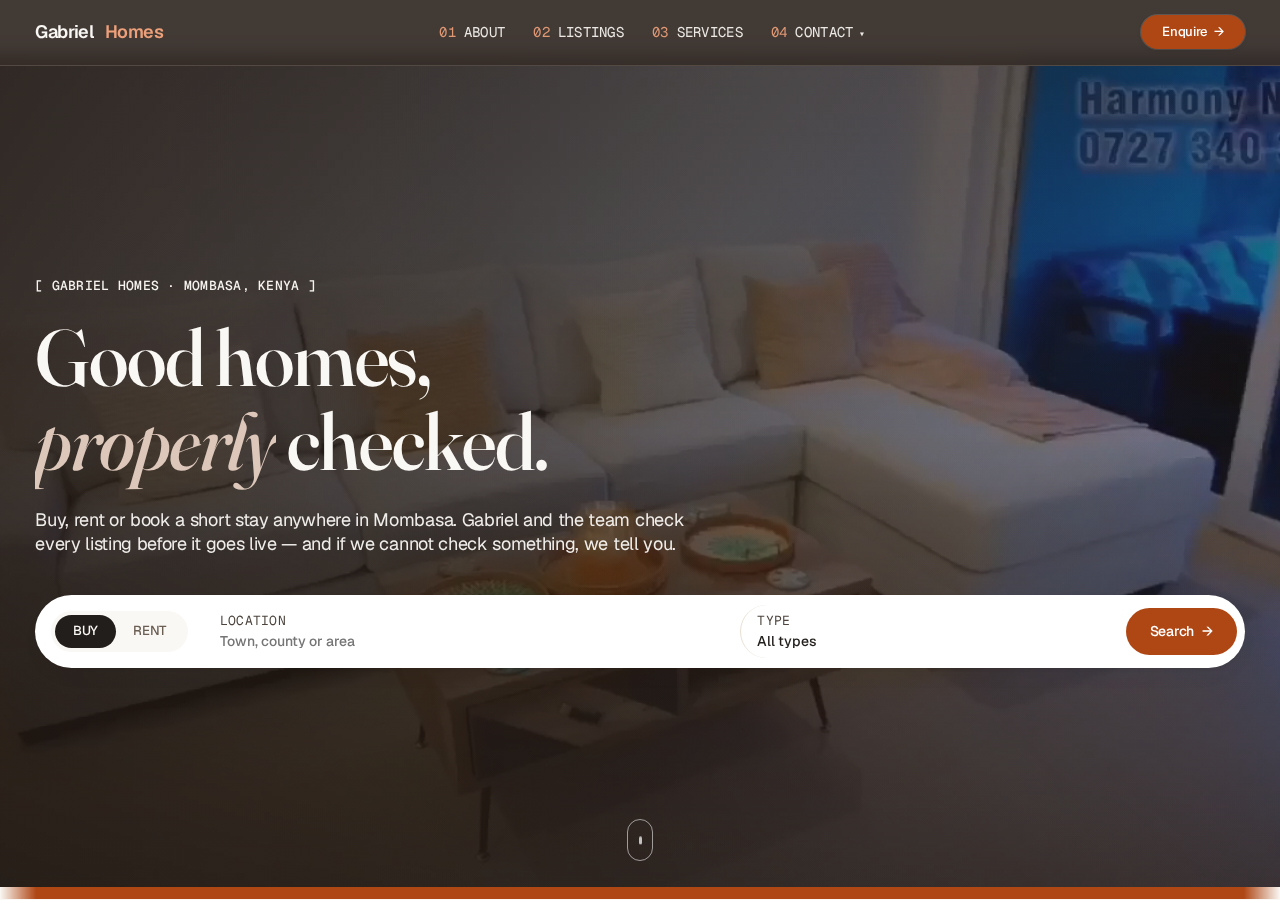 Gabriel Homes
01 ABOUT
02 LISTINGS
03 SERVICES
04 CONTACT ▾
Enquire →
Harmony
0727 340
[ GABRIEL HOMES · MOMBASA, KENYA ]
Good homes,
properly checked.
Buy, rent or book a short stay anywhere in Mombasa. Gabriel and the team check
every listing before it goes live — and if we cannot check something, we tell you.
BUY
RENT
LOCATION
Town, county or area
TYPE
All types
Search →